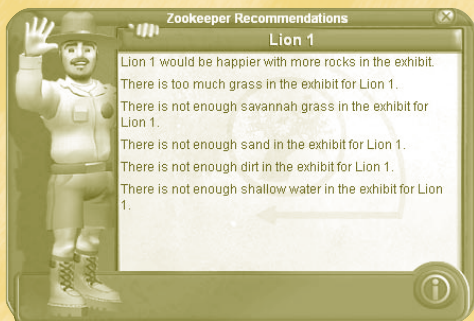 Zookeeper Recommendations
Lion 1
Lion 1 would be happier with more rocks in the exhibit.
There is too much grass in the exhibit for Lion 1.
There is not enough savannah grass in the exhibit for
Lion 1.
There is not enough sand in the exhibit for Lion 1.
There is not enough dirt in the exhibit for Lion 1.
There is not enough shallow water in the exhibit for Lion
1.